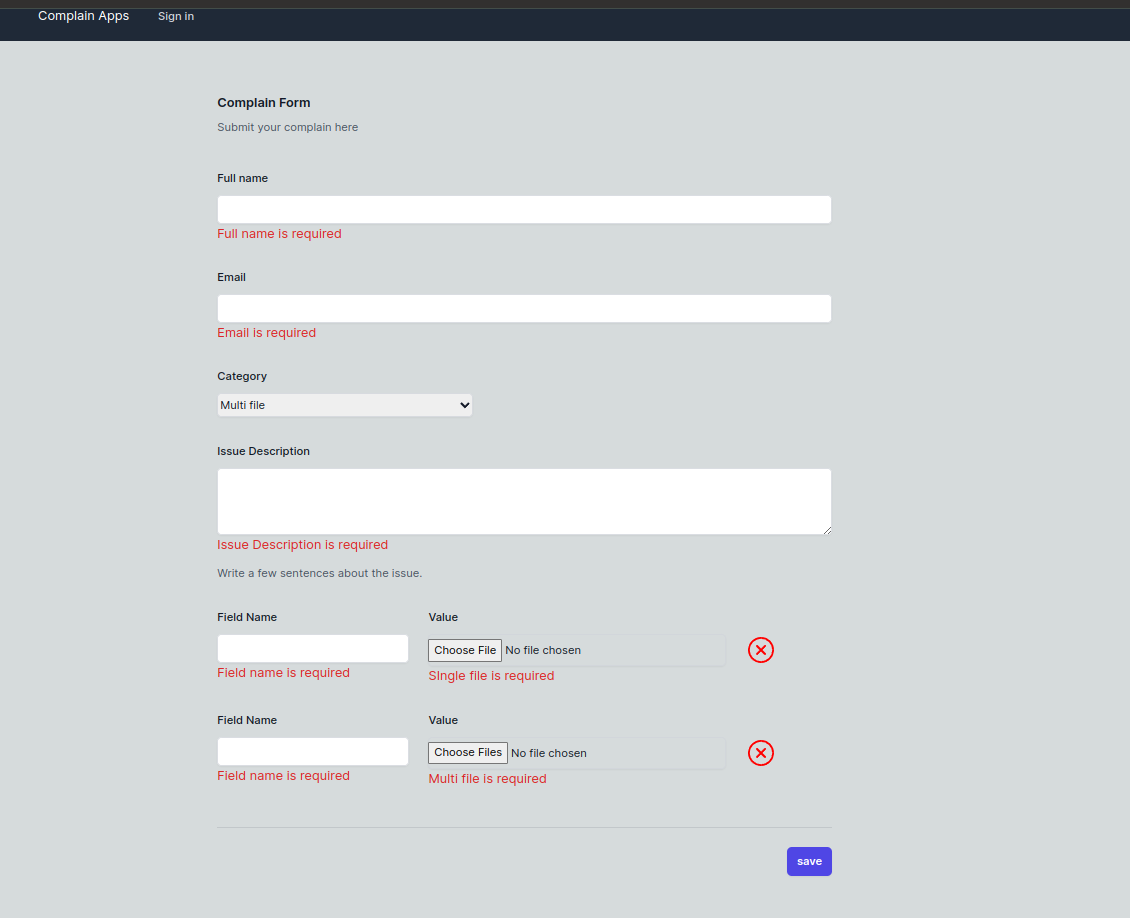 Complain Apps Sign in
Complain Form
Submit your complain here
Full name
Full name is required
Email
Email is required
Category
Multi file
Issue Description
Issue Description is required
Write a few sentences about the issue.
Field Name Value
Choose File No file chosen
Field name is required SIngle file is required
Field Name Value
Choose Files No file chosen
Field name is required Multi file is required
save